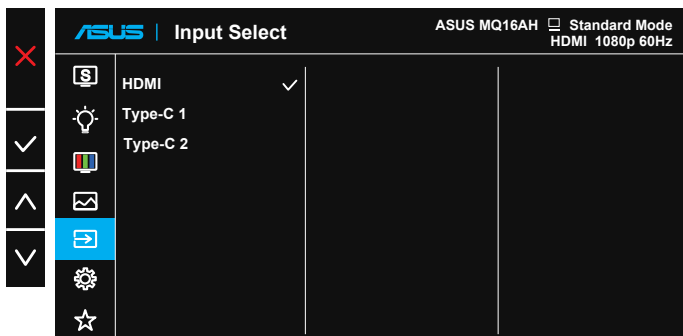 ASUS | Input Select
ASUS MQ16AH Standard Mode
HDMI 1080p 60Hz
S
HDMI
Type-C 1
Type-C 2